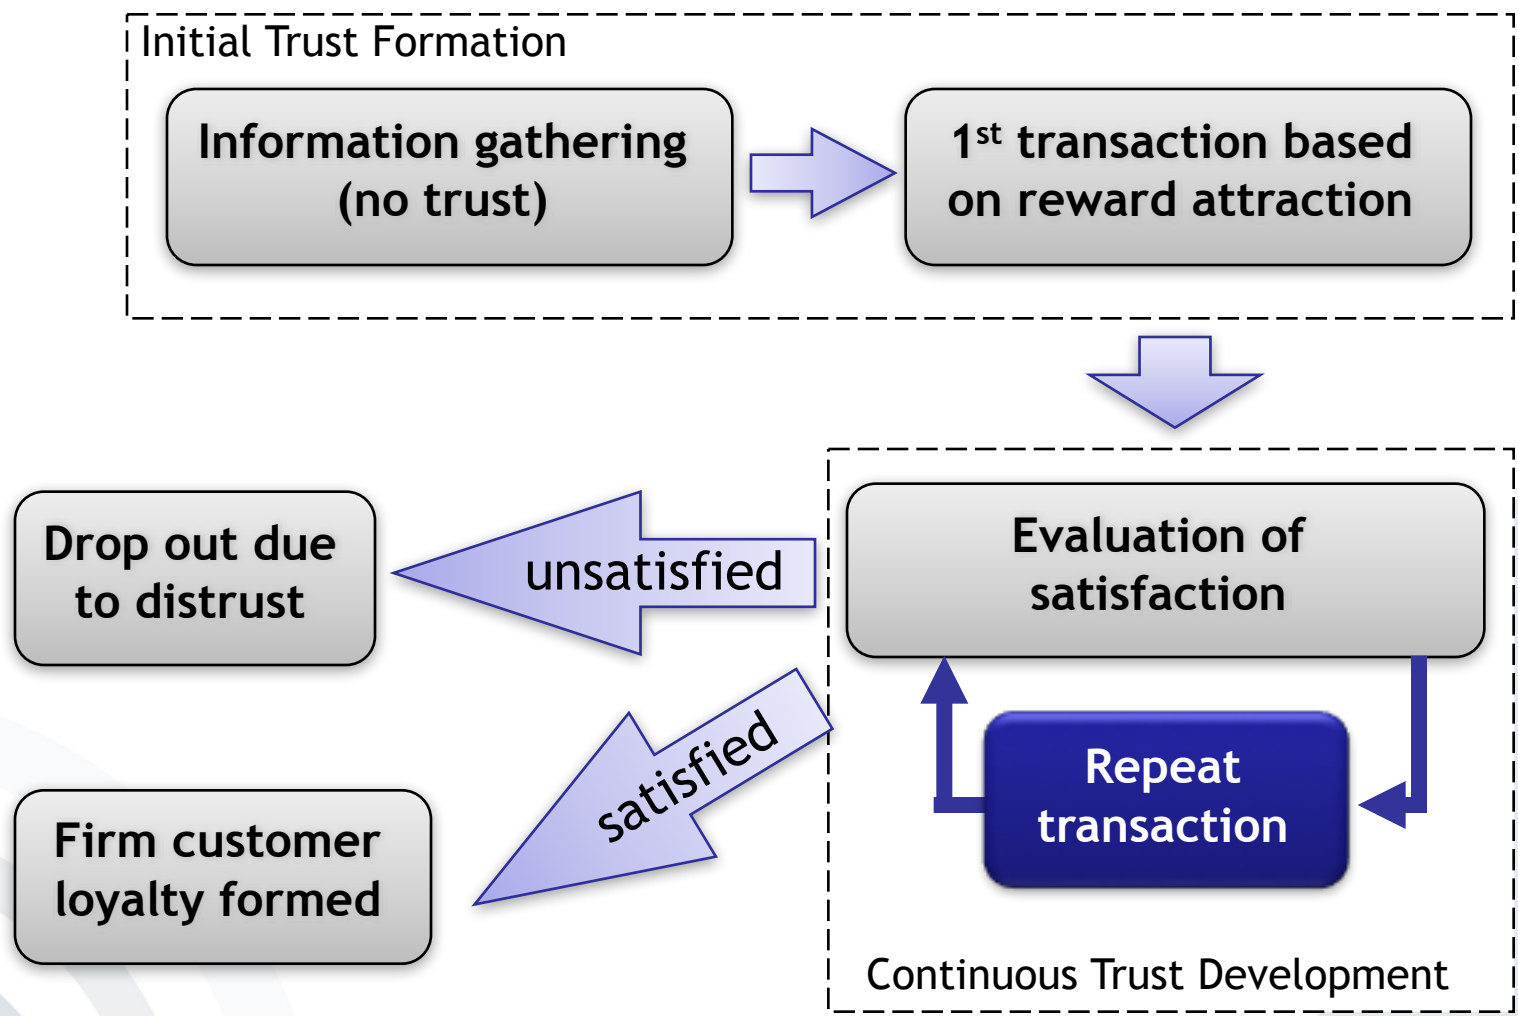 Initial Trust Formation
Information gathering
(no trust)
1st transaction based
on reward attraction
Evaluation of
satisfaction
unsatisfied
Drop out due
to distrust
satisfied
Repeat
transaction
Firm customer
loyalty formed
Continuous Trust Development